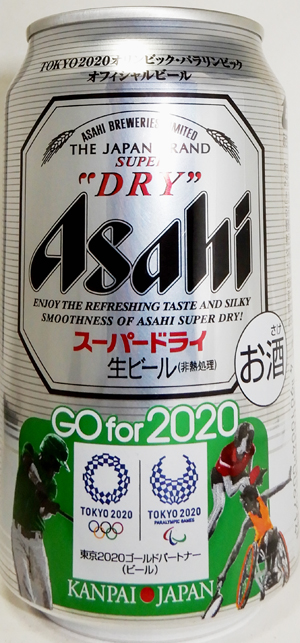 TOKYO2020オリンピック・パラリンピック
オフィシャルビール
ASAHI BREWERIES LIMITED
THE JAPAN BRAND
SUPER
"DRY"
Asahi
ENJOY THE REFRESHING TASTE AND SILKY
SMOOTHNESS OF ASAHI SUPER DRY!
スーパードライ
生ビール(非熱処理)
さけ
お酒
GO for 2020
TOKYO 2020
TOKYO 2020
PARALYMPIC GAMES
東京2020ゴールドパートナー
(ビール)
KANPAI JAPAN